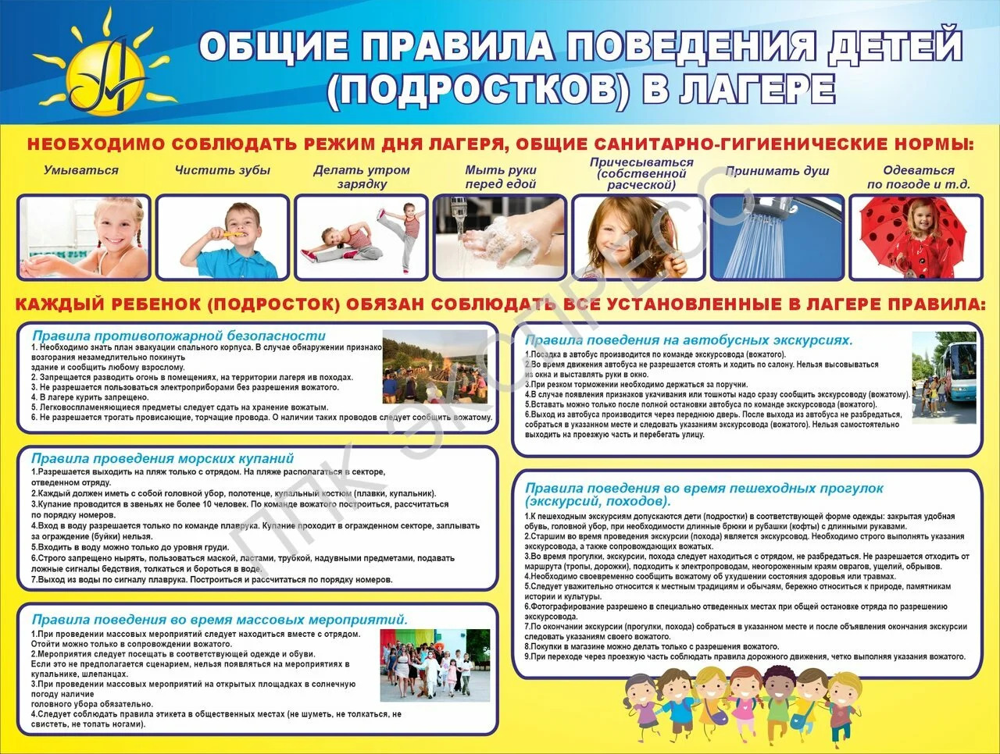 ОБЩИЕ ПРАВИЛА ПОВЕДЕНИЯ ДЕТЕЙ
(ПОДРОСТКОВ) В ЛАГЕРЕ
НЕОБХОДИМО СОБЛЮДАТЬ РЕЖИМ ДНЯ ЛАГЕРЯ, ОБЩИЕ САНИТАРНО-ГИГИЕНИЧЕСКИЕ НОРМЫ:
Умываться
Чистить зубы
Делать утром
зарядку
Мыть руки
перед едой
Причесываться
(собственной
расческой)
Принимать душ
Одеваться
по погоде и т.д.
КАЖДЫЙ РЕБЕНОК (ПОДРОСТОК) ОБЯЗАН СОБЛЮДАТЬ ВСЕ УСТАНОВЛЕННЫЕ В ЛАГЕРЕ ПРАВИЛА:
Правила противопожарной безопасности
1. Необходимо знать план эвакуации спального корпуса. В случае обнаружении признако
возгорания незамедлительно покинуть
здание и сообщить любому взрослому.
2. Запрещается разводить огонь в помещениях, на территории лагеря ив походах.
3. Не разрешается пользоваться электроприборами без разрешения вожатого.
4. В лагере курить запрещено.
5. Легковоспламеняющиеся предметы следует сдать на хранение вожатым.
6. Не разрешается трогать провисающие, торчащие провода. О наличии таких проводов следует сообщить вожатому.
Правила проведения морских купаний
1.Разрешается выходить на пляж только с отрядом. На пляже располагаться в секторе,
отведенном отряду.
2.Каждый должен иметь с собой головной убор, полотенце, купальный костюм (плавки, купальник).
3.Купание проводится в звеньях не более 10 человек. По команде вожатого построиться, рассчитаться
по порядку номеров.
4.Вход в воду разрешается только по команде плаврука. Купание проходит в огражденном секторе, заплывать
за ограждение (буйки) нельзя.
5.Входить в воду можно только до уровня груди.
6.Строго запрещено нырять, пользоваться маской, ластами, трубкой, надувными предметами, подавать
ложные сигналы бедствия, толкаться и бороться в воде.
7.Выход из воды по сигналу плаврука. Построиться и рассчитаться по порядку номеров.
Правила поведения во время массовых мероприятий.
1.При проведении массовых мероприятий следует находиться вместе с отрядом.
Отойти можно только в сопровождении вожатого.
2.Мероприятия следует посещать в соответствующей одежде и обуви.
Если это не предполагается сценарием, нельзя появляться на мероприятиях в
купальнике, шлепанцах.
3.При проведении массовых мероприятий на открытых площадках в солнечную
погоду наличие
головного убора обязательно.
4.Следует соблюдать правила этикета в общественных местах (не шуметь, не толкаться, не
свистеть, не топать ногами).
Правила поведения на автобусных экскурсиях.
1.Посадка в автобус производится по команде экскурсовода (вожатого).
2.Во время движения автобуса не разрешается стоять и ходить по салону. Нельзя высовываться
из окна и выставлять руки в окно.
3.При резком торможении необходимо держаться за поручни.
4.В случае появления признаков укачивания или тошноты надо сразу сообщить экскурсоводу (вожатому).
5.Вставать можно только после полной остановки автобуса по команде экскурсовода (вожатого).
6.Выход из автобуса производится через переднюю дверь. После выхода из автобуса не разбредаться,
собраться в указанном месте и следовать указаниям экскурсовода (вожатого). Нельзя самостоятельно
выходить на проезжую часть и перебегать улицу.
Правила поведения во время пешеходных прогулок
(экскурсий, походов).
1.К пешеходным экскурсиям допускаются дети (подростки) в соответствующей форме одежды: закрытая удобная
обувь, головной убор, при необходимости длинные брюки и рубашки (кофты) с длинными рукавами.
2.Старшим во время проведения экскурсии (похода) является экскурсовод. Необходимо строго выполнять указания
экскурсовода, а также сопровождающих вожатых.
3.Во время прогулки, экскурсии, похода следует находиться с отрядом, не разбредаться. Не разрешается отходить от
маршрута (тропы, дорожки), подходить к электропроводам, неогороженным краям оврагов, ущелий, обрывов.
4.Необходимо своевременно сообщить вожатому об ухудшении состояния здоровья или травмах.
5.Следует уважительно относится к местным традициям и обычаям, бережно относиться к природе, памятникам
истории и культуры.
6.Фотографирование разрешено в специально отведенных местах при общей остановке отряда по разрешению
экскурсовода.
7.По окончании экскурсии (прогулки, похода) собраться в указанном месте и после объявления окончания экскурсии
следовать указаниям своего вожатого.
8.Покупки в магазине можно делать только с разрешения вожатого.
9.При переходе через проезжую часть соблюдать правила дорожного движения, четко выполняя указания вожатого.
ППК ЭКСПРЕСС